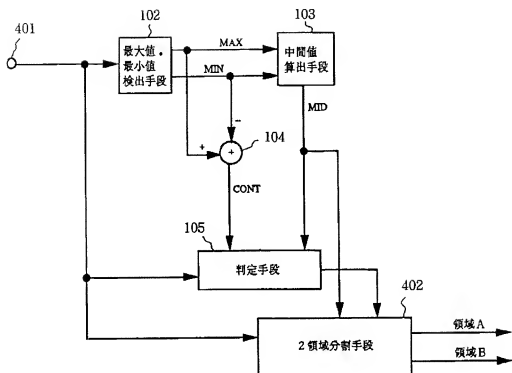 401
102
最大値・
最小値
検出手段
MAX
MIN
103
中間値
算出手段
MID
−
+
+
104
CONT
105
判定手段
402
2領域分割手段
領域A
領域B